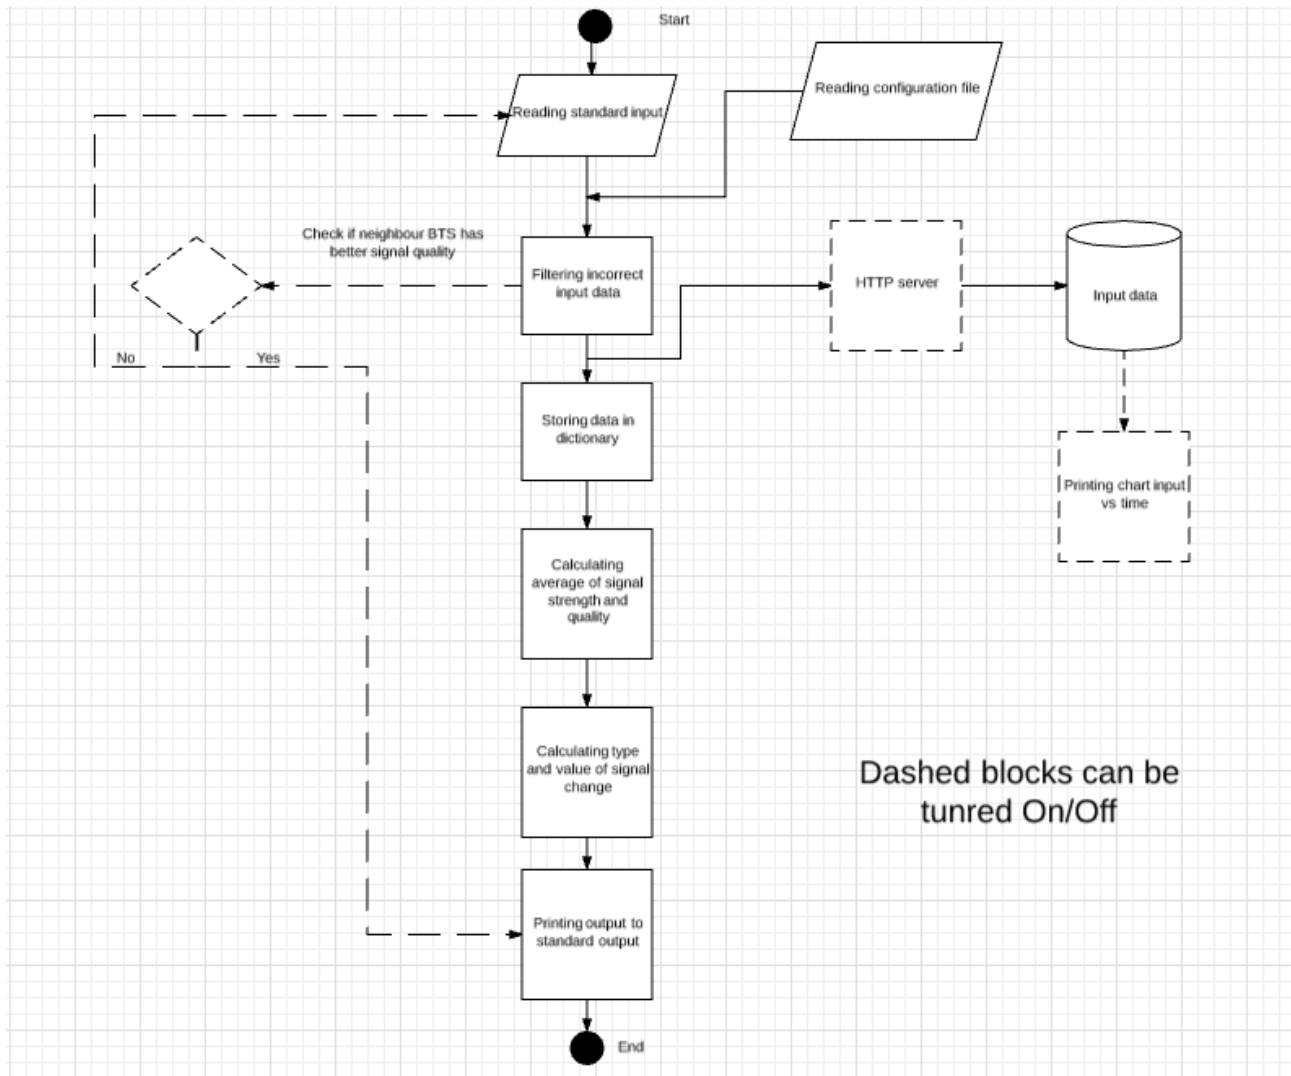 Start
Reading standard input
Reading configuration file
Check if neighbour BTS has
better signal quality
Filtering incorrect
input data
HTTP server
Input data
No
Yes
Storing data in
dictionary
Printing chart input
vs time
Calculating
average of signal
strength and
quality
Calculating type
and value of signal
change
Dashed blocks can be
tunred On/Off
Printing output to
standard output
End